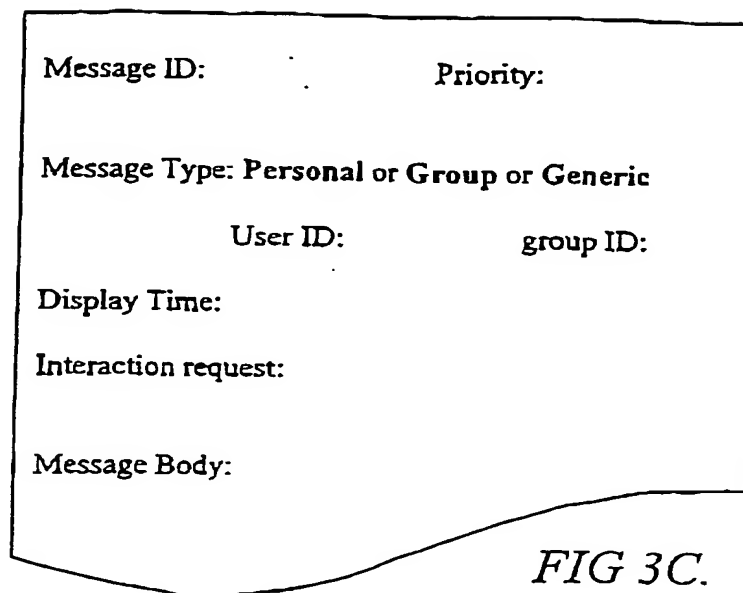 Message ID: Priority:
Message Type: Personal or Group or Generic
User ID: group ID:
Display Time:
Interaction request:
Message Body:
FIG 3C.